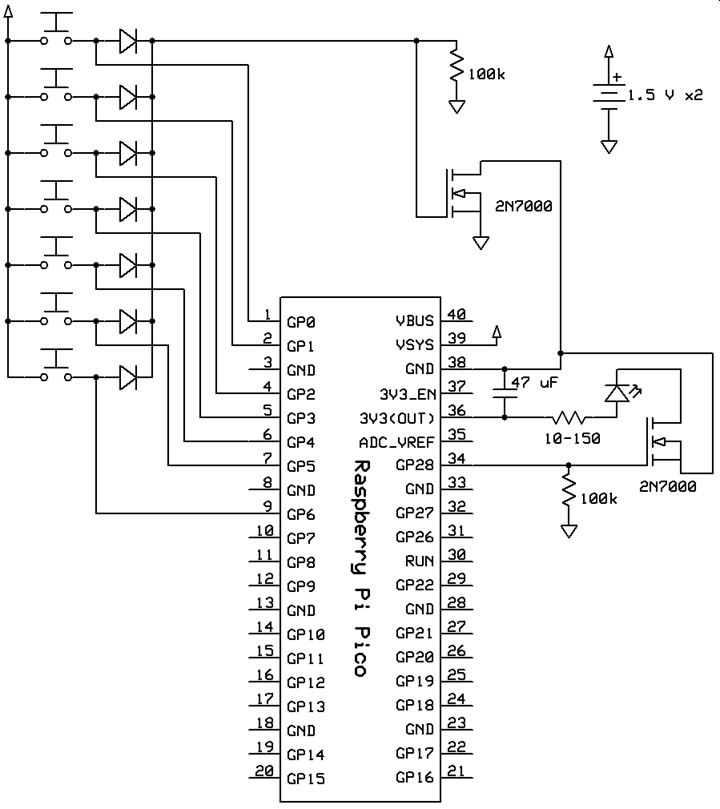 100k
+
1.5 V x2
2N7000
1 GP0
2 GP1
3 GND
4 GP2
5 GP3
6 GP4
7 GP5
8 GND
9 GP6
10 GP7
11 GP8
12 GP9
13 GND
14 GP10
15 GP11
16 GP12
17 GP13
18 GND
19 GP14
20 GP15
Raspberry Pi Pico
VBUS 40
VSYS 39
GND 38
3V3_EN 37
3V3(OUT) 36
ADC_VREF 35
GP28 34
GND 33
GP27 32
GP26 31
RUN 30
GP22 29
GND 28
GP21 27
GP20 26
GP19 25
GP18 24
GND 23
GP17 22
GP16 21
47 uF
10-150
2N7000
100k